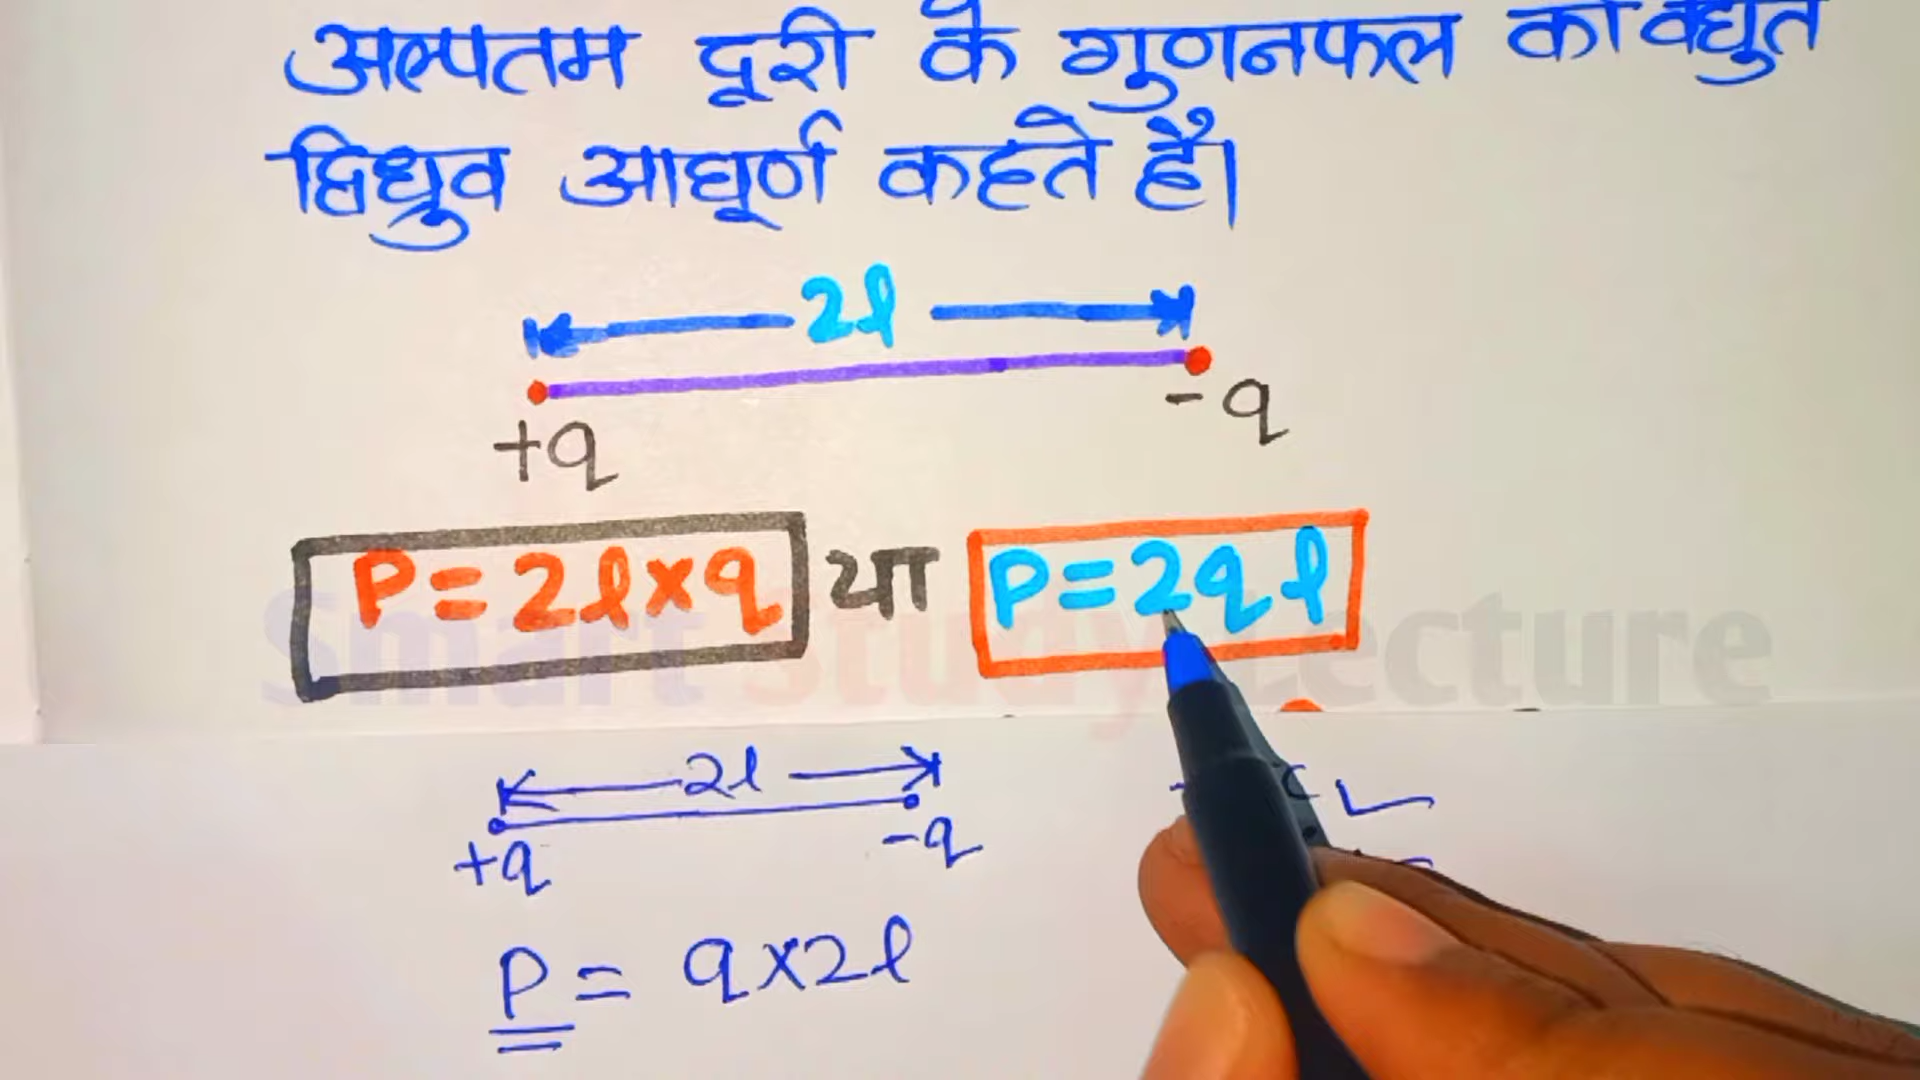 अल्पतम दूरी के गुणनफल को विद्युत
द्विध्रुव आघूर्ण कहते हैं।
2l
+q
-q
P=2l×q या P=2ql
Smart Study Lecture
2l
+q
-q
P = q×2l